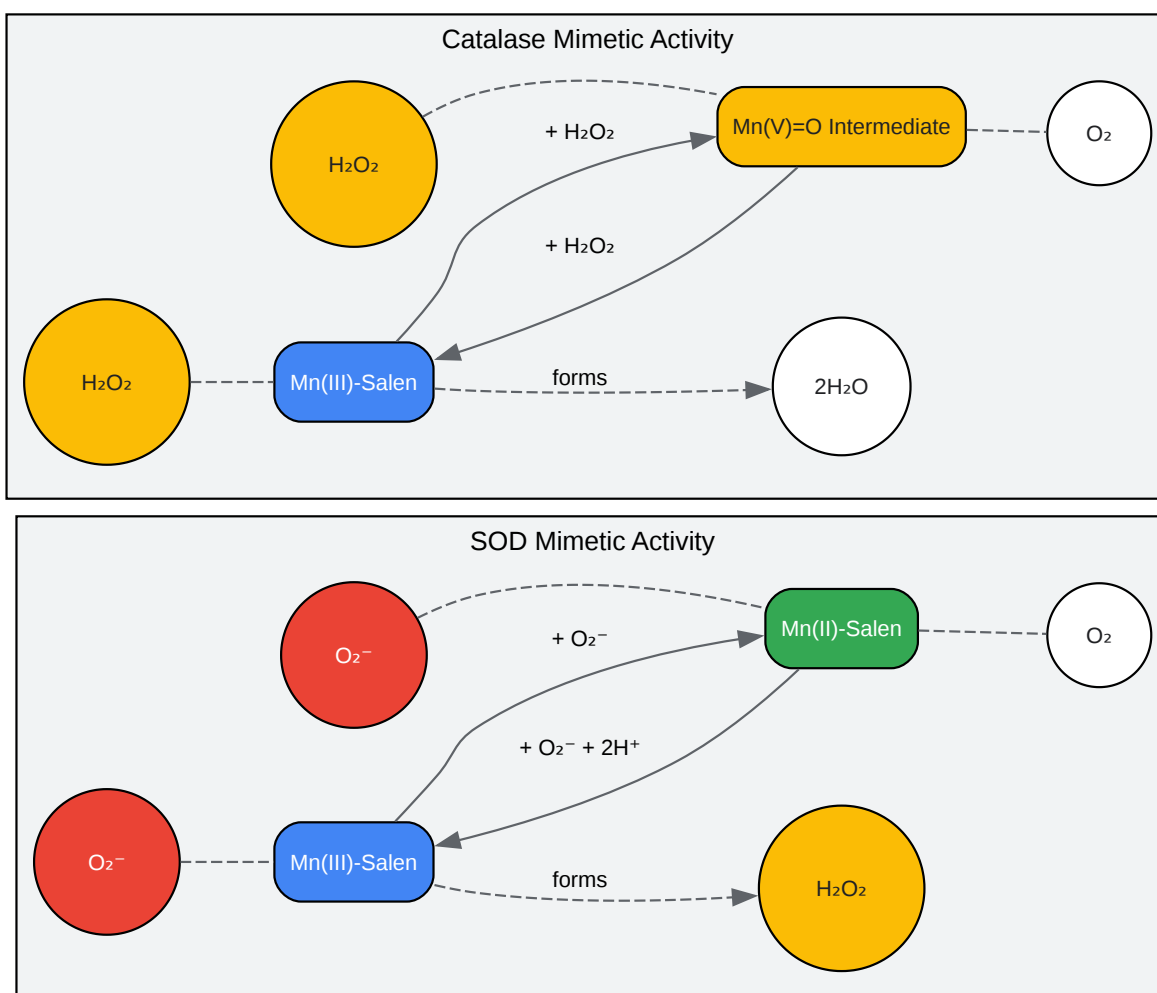 Catalase Mimetic Activity
H₂O₂
+ H₂O₂
Mn(V)=O Intermediate
O₂
+ H₂O₂
H₂O₂
Mn(III)-Salen
forms
2H₂O
SOD Mimetic Activity
O₂⁻
+ O₂⁻
Mn(II)-Salen
O₂
+ O₂⁻ + 2H⁺
O₂⁻
Mn(III)-Salen
forms
H₂O₂